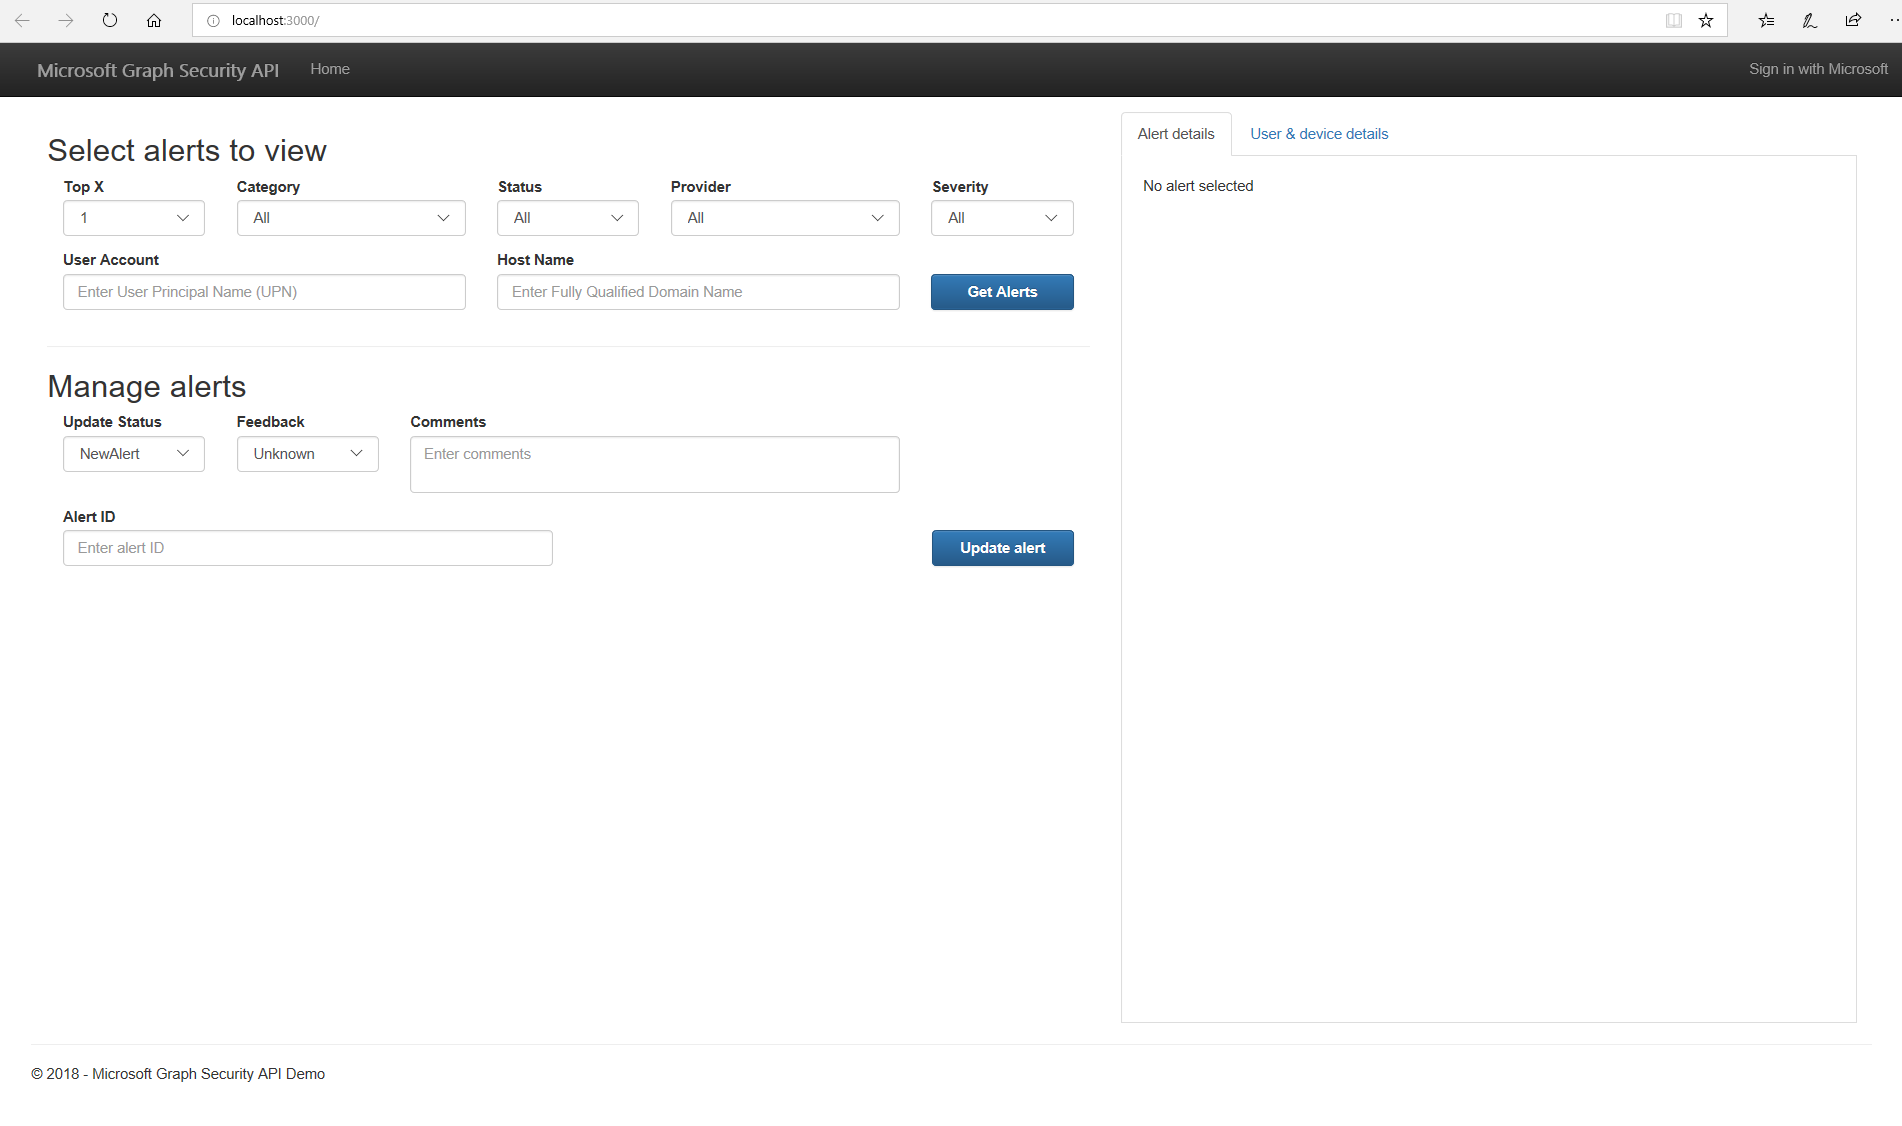 localhost:3000/
Microsoft Graph Security API Home Sign in with Microsoft
Select alerts to view
Top X Category Status Provider Severity
1 All All All All
User Account Host Name
Enter User Principal Name (UPN) Enter Fully Qualified Domain Name Get Alerts
Manage alerts
Update Status Feedback Comments
NewAlert Unknown Enter comments
Alert ID
Enter alert ID Update alert
Alert details User & device details
No alert selected
© 2018 - Microsoft Graph Security API Demo